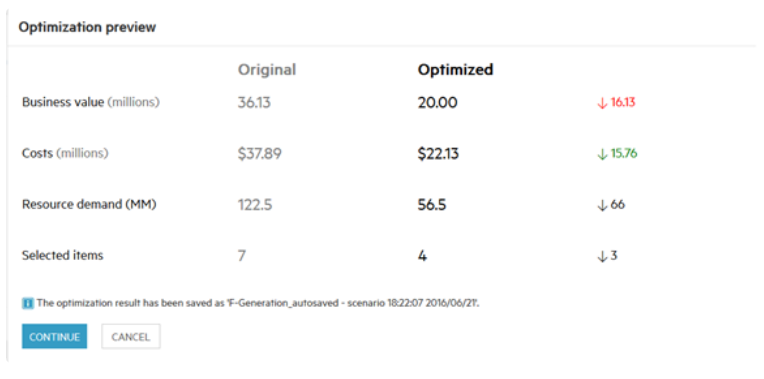 Optimization preview
Original Optimized
Business value (millions) 36.13 20.00 ↓ 16.13
Costs (millions) $37.89 $22.13 ↓ 15.76
Resource demand (MM) 122.5 56.5 ↓ 66
Selected items 7 4 ↓ 3
The optimization result has been saved as 'F-Generation_autosaved - scenario 18:22:07 2016/06/21'.
CONTINUE CANCEL